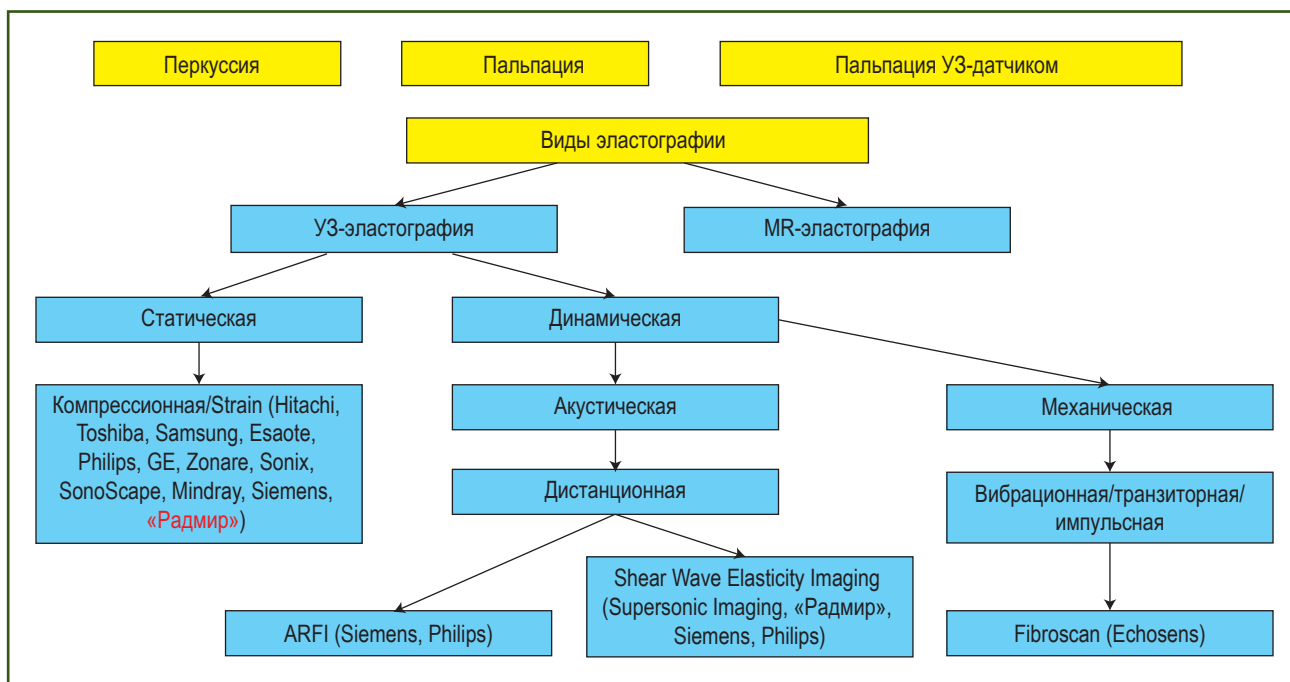 Перкуссия
Пальпация
Пальпация УЗ-датчиком
Виды эластографии
УЗ-эластография
MR-эластография
Статическая
Динамическая
Компрессионная/Strain (Hitachi,
Toshiba, Samsung, Esaote,
Philips, GE, Zonare, Sonix,
SonoScape, Mindray, Siemens,
«Радмир»)
Акустическая
Механическая
Дистанционная
Вибрационная/транзиторная/
импульсная
ARFI (Siemens, Philips)
Shear Wave Elasticity Imaging
(Supersonic Imaging, «Радмир»,
Siemens, Philips)
Fibroscan (Echosens)